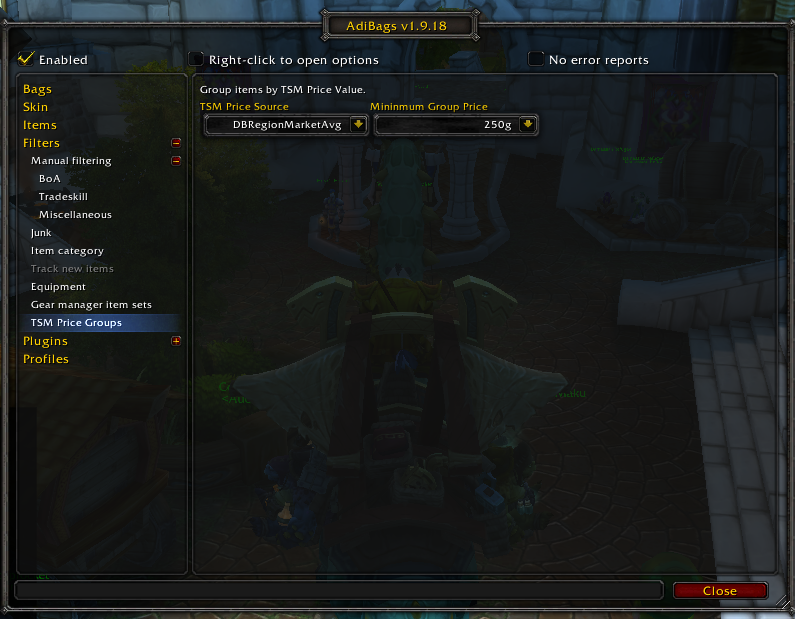 AdiBags v1.9.18
Enabled
Right-click to open options
No error reports
Bags
Skin
Items
Filters
Manual filtering
BoA
Tradeskill
Miscellaneous
Junk
Item category
Track new items
Equipment
Gear manager item sets
TSM Price Groups
Plugins
Profiles
Group items by TSM Price Value.
TSM Price Source Mininmum Group Price
DBRegionMarketAvg 250g
Close